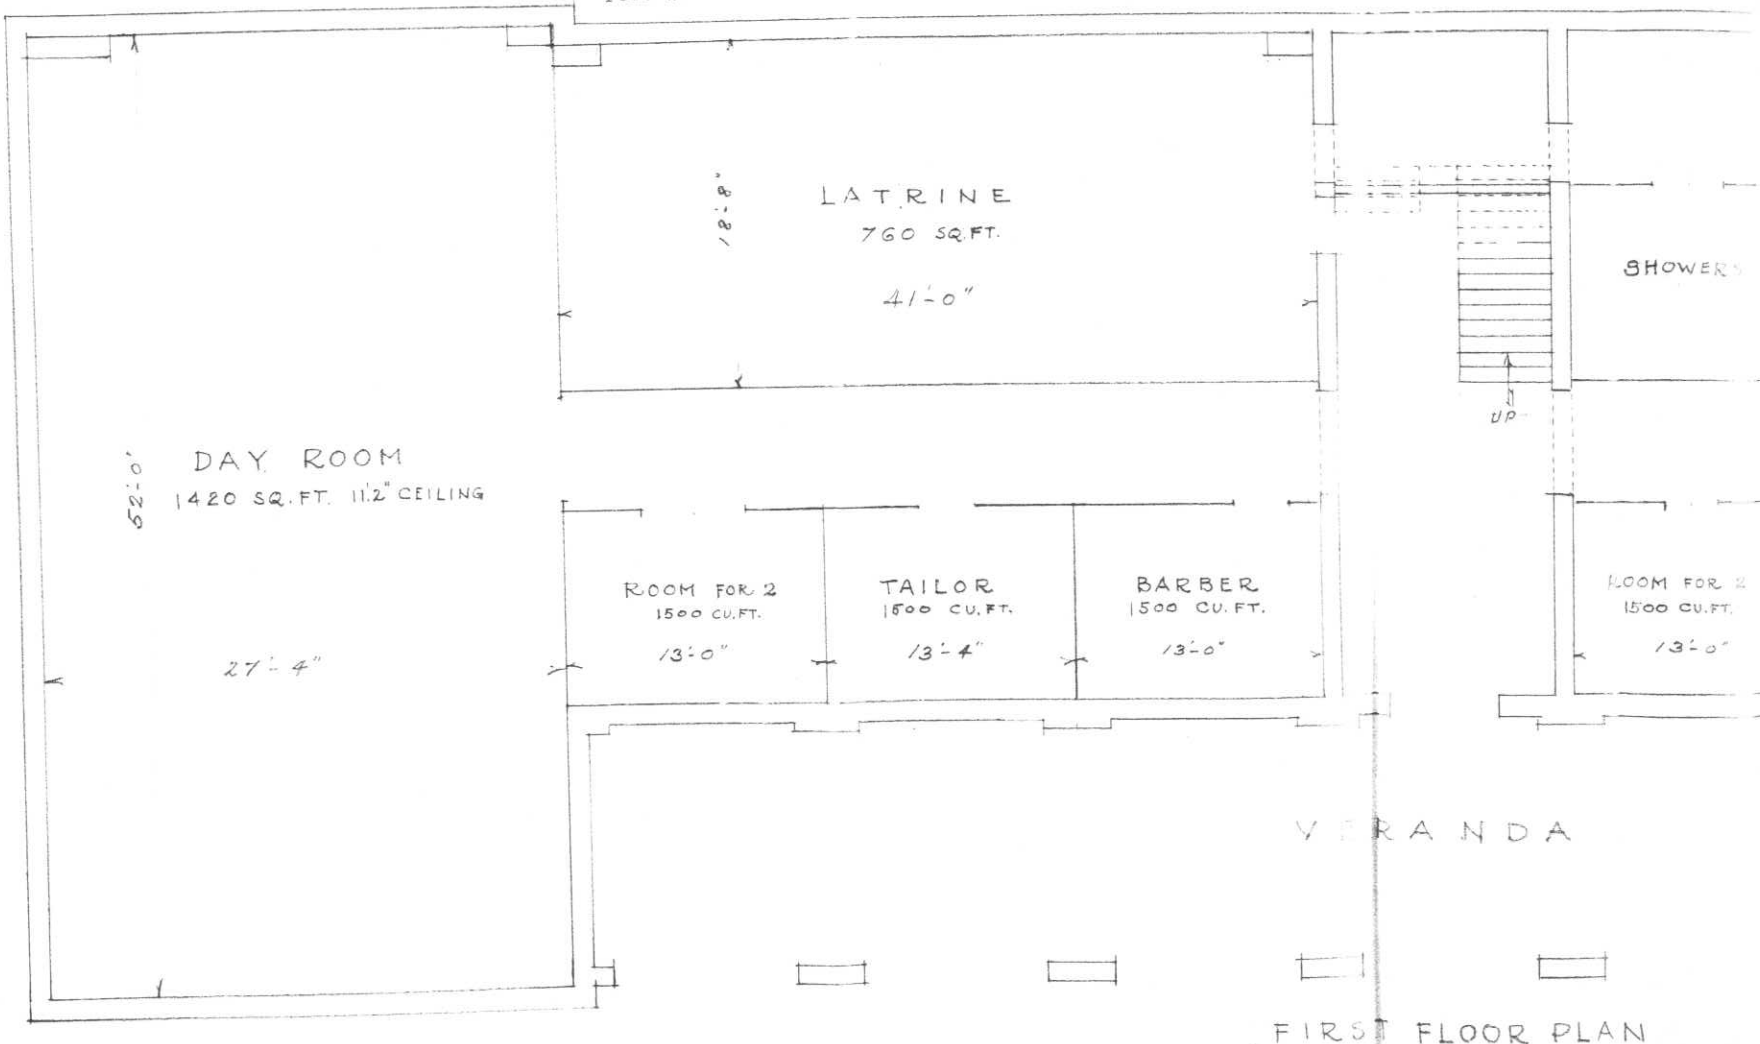 LATRINE
760 SQ.FT.
18'-8"
41'-0"
SHOWERS
UP
DAY ROOM
1420 SQ.FT. 11'2" CEILING
52'-0"
27'-4"
ROOM FOR 2
1500 CU.FT.
13'-0"
TAILOR
1500 CU.FT.
13'-4"
BARBER
1500 CU.FT.
13'-0"
ROOM FOR 2
1500 CU.FT.
13'-0"
VERANDA
FIRST FLOOR PLAN